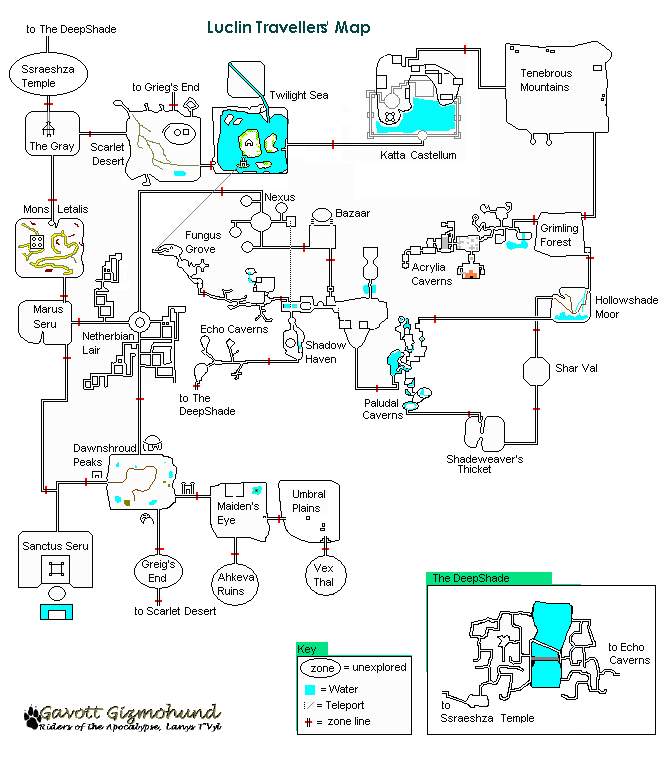 Luclin Travellers' Map
to The DeepShade
Ssraeshza
Temple
to Grieg's End
Twilight Sea
Tenebrous
Mountains
The Gray
Scarlet
Desert
Katta Castellum
Mons Letalis
Nexus
Bazaar
Fungus
Grove
Grimling
Forest
Acrylia
Caverns
Marus
Seru
Netherbian
Lair
Echo Caverns
Shadow
Haven
Hollowshade
Moor
to The
DeepShade
Paludal
Caverns
Shar Val
Dawnshroud
Peaks
Shadeweaver's
Thicket
Maiden's
Eye
Umbral
Plains
Sanctus Seru
Greig's
End
Ahkeva
Ruins
Vex
Thal
to Scarlet Desert
The DeepShade
to Echo
Caverns
to
Ssraeshza Temple
Key
zone = unexplored
= Water
= Teleport
= zone line
Gavott Gizmohund
Riders of the Apocalypse, Lanys T'Vyl